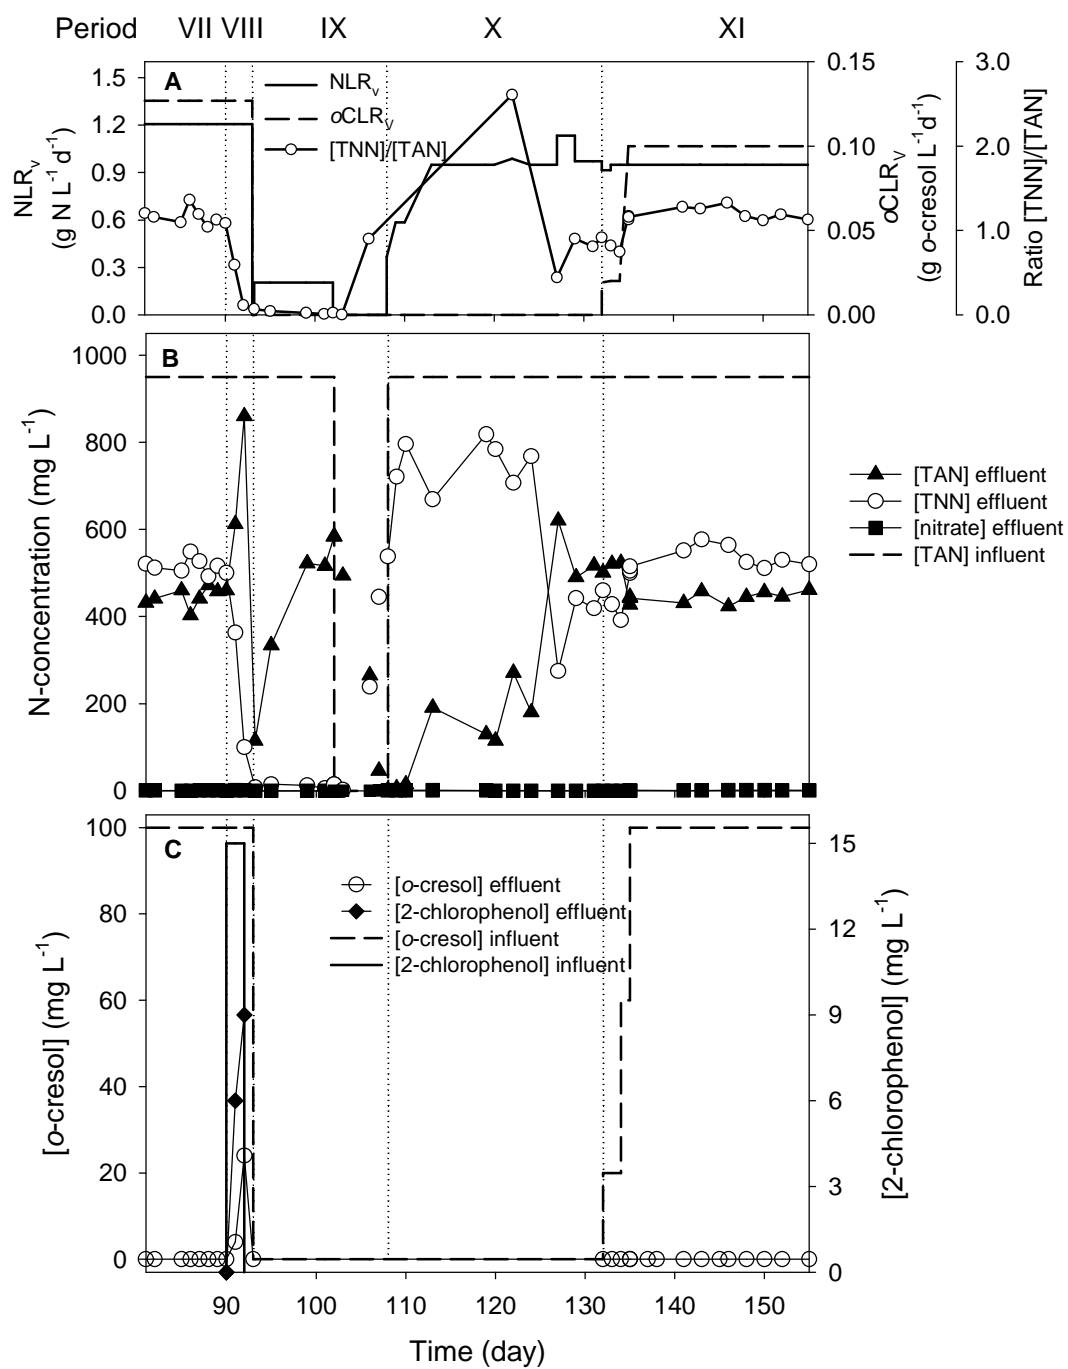 Period VII VIII IX X XI
A
NLRv
oCLRv
[TNN]/[TAN]
1.5
1.2
0.9
0.6
0.3
0.0
NLRv
(g N L-1d-1)
0.15
0.10
0.05
0.00
oCLRv
(g o-cresol L-1d-1)
3.0
2.0
1.0
0.0
Ratio [TNN]/[TAN]
B
1000
800
600
400
200
0
N-concentration (mg L-1)
[TAN] effluent
[TNN] effluent
[nitrate] effluent
[TAN] influent
C
[o-cresol] effluent
[2-chlorophenol] effluent
[o-cresol] influent
[2-chlorophenol] influent
100
80
60
40
20
0
[o-cresol] (mg L-1)
15
12
9
6
3
0
[2-chlorophenol] (mg L-1)
90 100 110 120 130 140 150
Time (day)